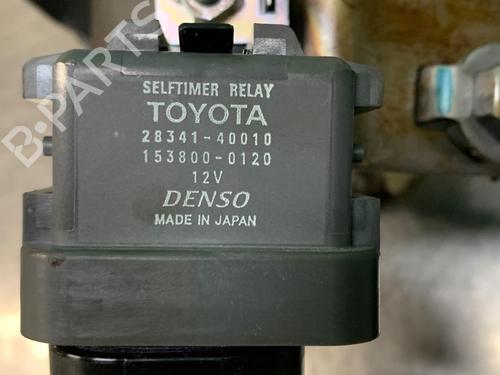 SELFTIMER RELAY
TOYOTA
28341-40010
153800-0120
12V
DENSO
MADE IN JAPAN
B-PARTS